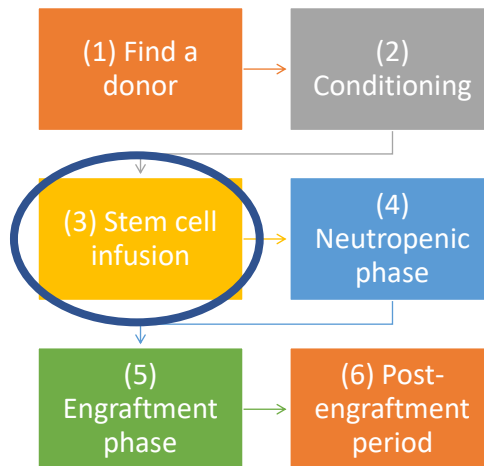 (1) Find a
donor
(2)
Conditioning
(3) Stem cell
infusion
(4)
Neutropenic
phase
(5)
Engraftment
phase
(6) Post-
engraftment
period